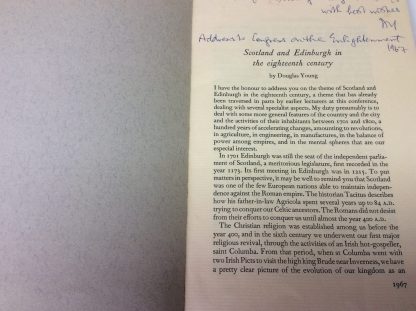 with best wishes
DY
Address to Congress on the Enlightenment
1967
Scotland and Edinburgh in
the eighteenth century
by Douglas Young
I have the honour to address you on the theme of Scotland and
Edinburgh in the eighteenth century, a theme that has already
been traversed in parts by earlier lecturers at this conference,
dealing with several specialist aspects. My duty presumably is to
deal with some more general features of the country and the city
and the activities of their inhabitants between 1701 and 1800, a
hundred years of accelerating changes, amounting to revolutions,
in agriculture, in engineering, in manufactures, in the balance of
power among empires, and in the mental spheres that are our
especial interest.
In 1701 Edinburgh was still the seat of the independent parlia-
ment of Scotland, a meritorious legislature, first recorded in the
year 1173. Its first meeting in Edinburgh was in 1215. To put
matters in perspective, it may be well to remind you that Scotland
was one of the few European nations able to maintain indepen-
dence against the Roman empire. The historian Tacitus describes
how his father-in-law Agricola spent several years up to 84 A.D.
trying to conquer our Celtic ancestors. The Romans did not desist
from their efforts to conquer us until almost the year 400 A.D.
The Christian religion was established among us before the
year 400, and in the sixth century we underwent our first major
religious revival, through the activities of an Irish hot-gospeller,
saint Columba. From that period, when st Columba went with
two Irish Picts to visit the high king Brude near Inverness, we have
a pretty clear picture of the evolution of our kingdom as an
1967